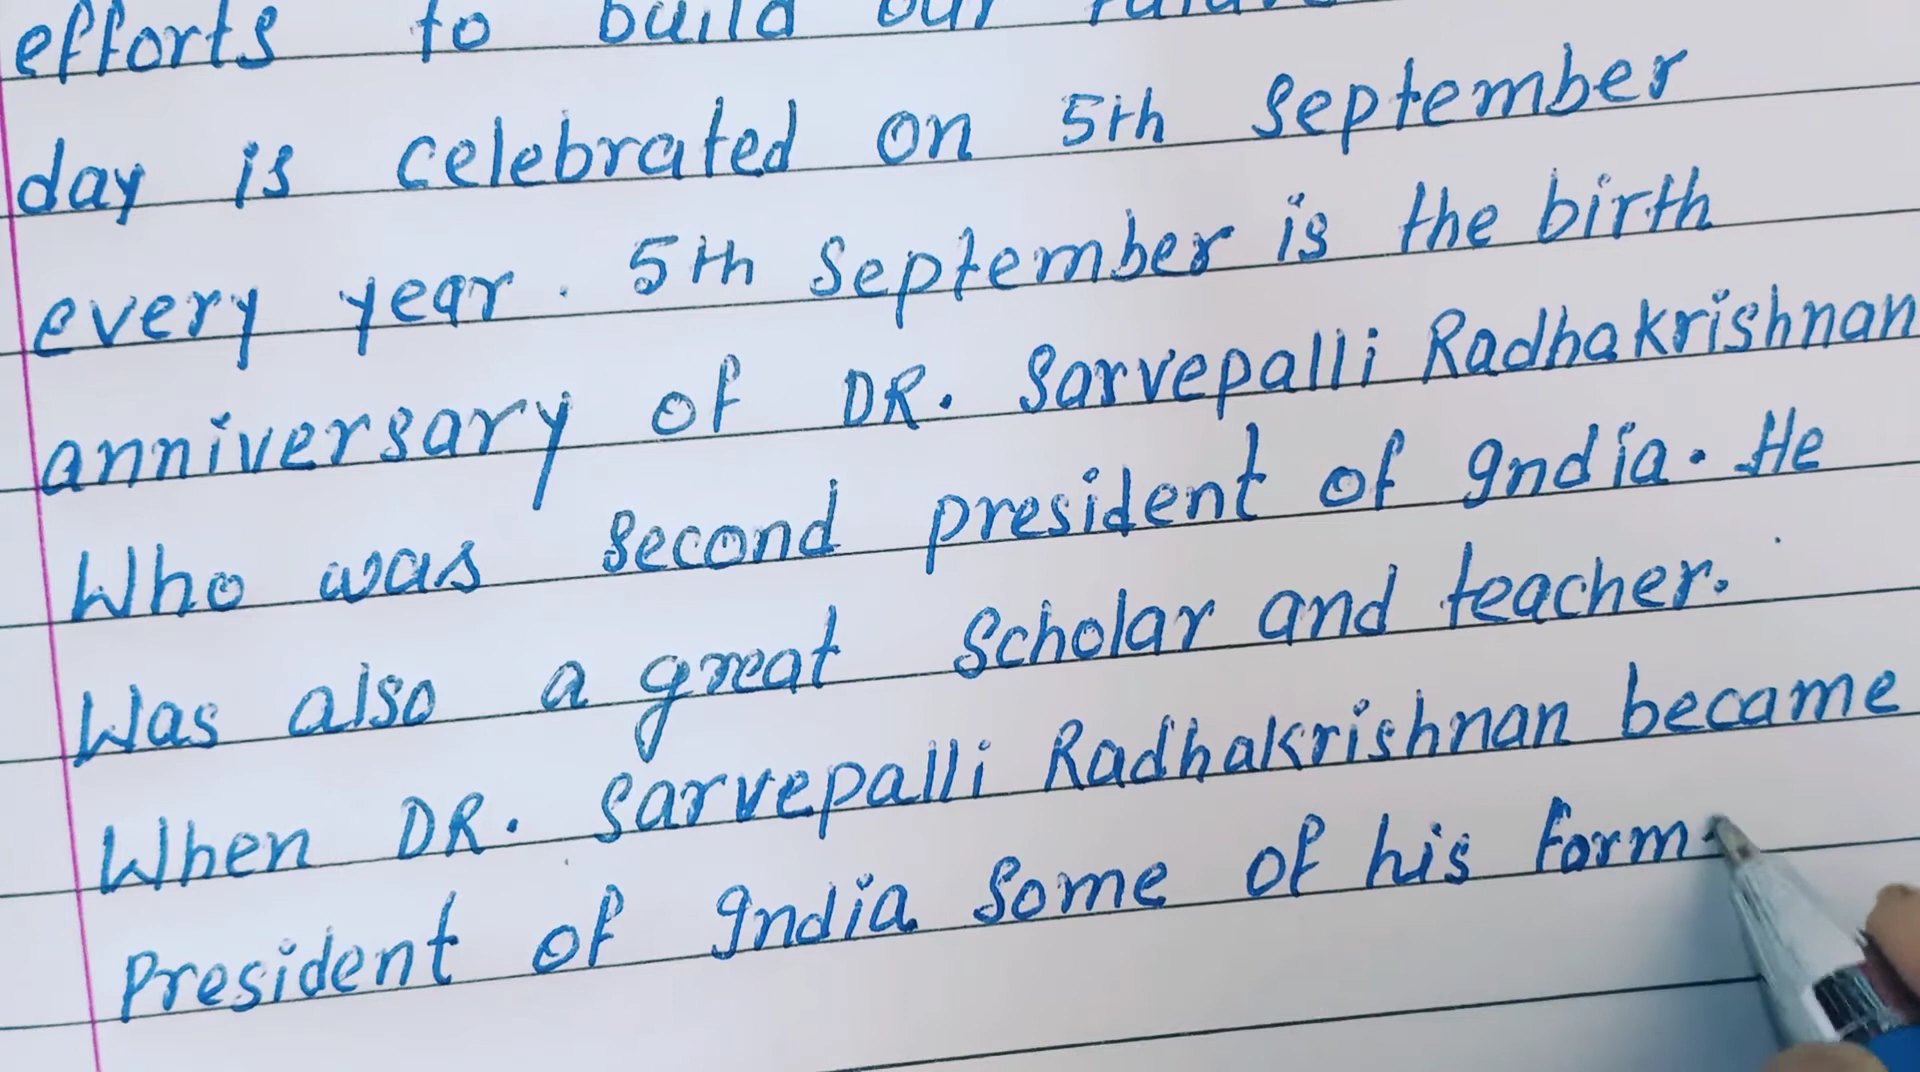 efforts to build our
day is celebrated on 5th September
every year. 5th September is the birth
anniversary of DR. Sarvepalli Radhakrishnan
Who was second president of India. He
Was also a great Scholar and teacher.
When DR. Sarvepalli Radhakrishnan became
President of India Some of his form